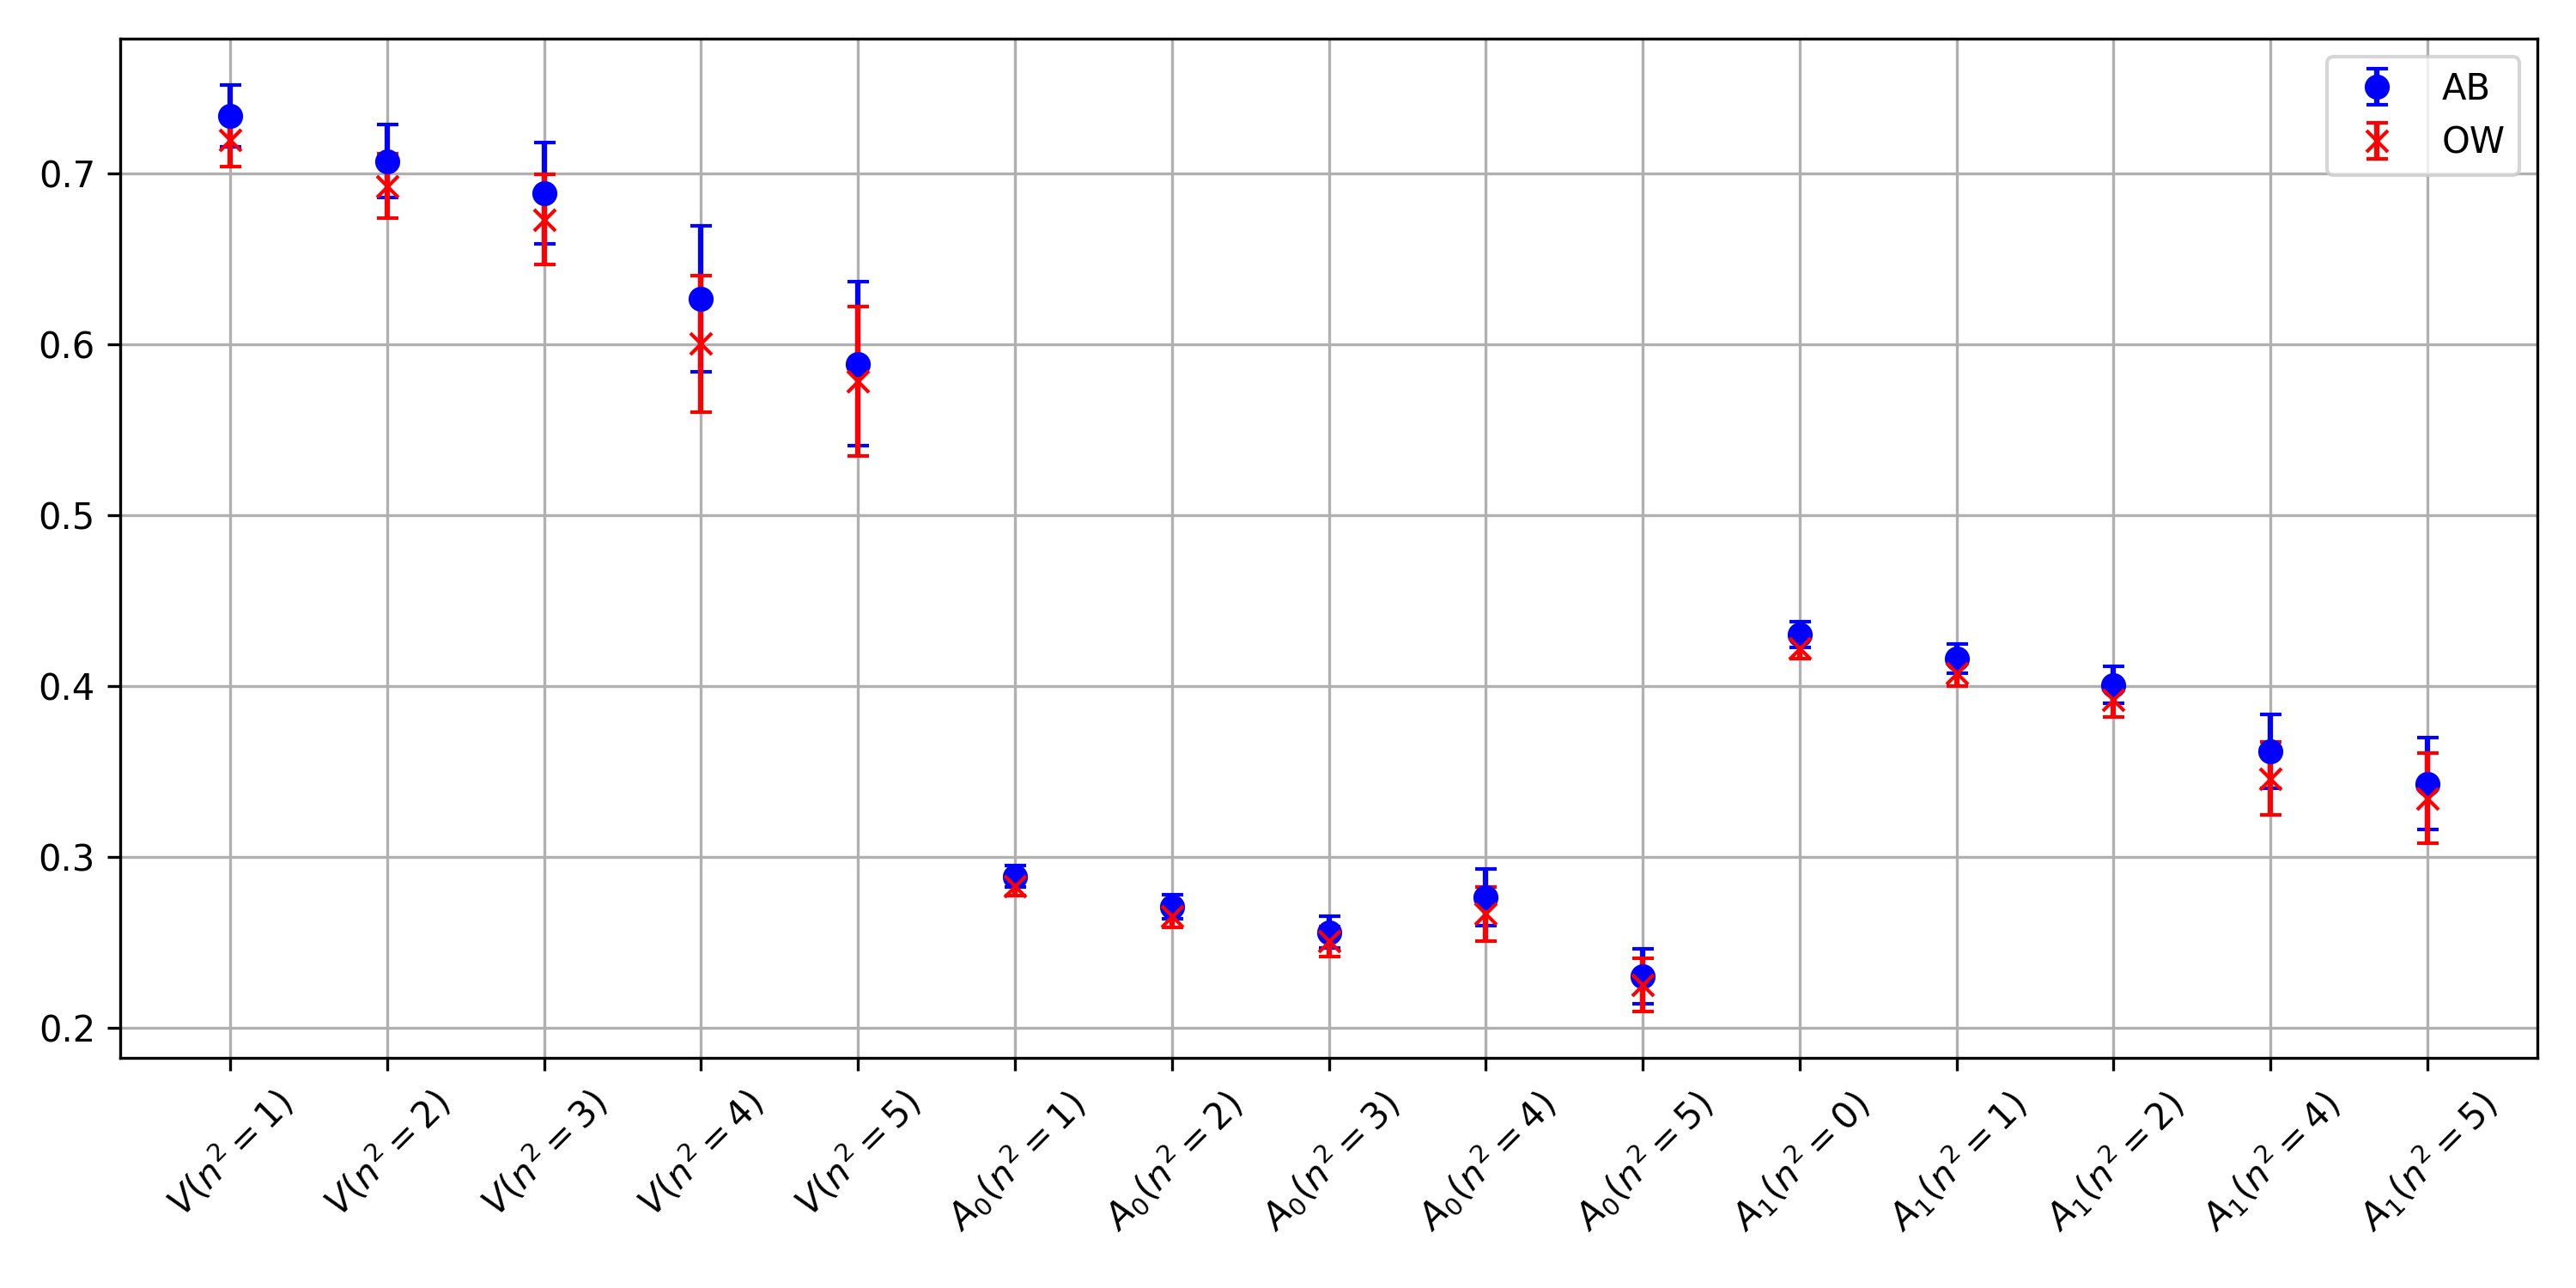 AB
OW
0.7
0.6
0.5
0.4
0.3
0.2
V(n²=1)
V(n²=2)
V(n²=3)
V(n²=4)
V(n²=5)
A₀(n²=1)
A₀(n²=2)
A₀(n²=3)
A₀(n²=4)
A₀(n²=5)
A₁(n²=0)
A₁(n²=1)
A₁(n²=2)
A₁(n²=4)
A₁(n²=5)